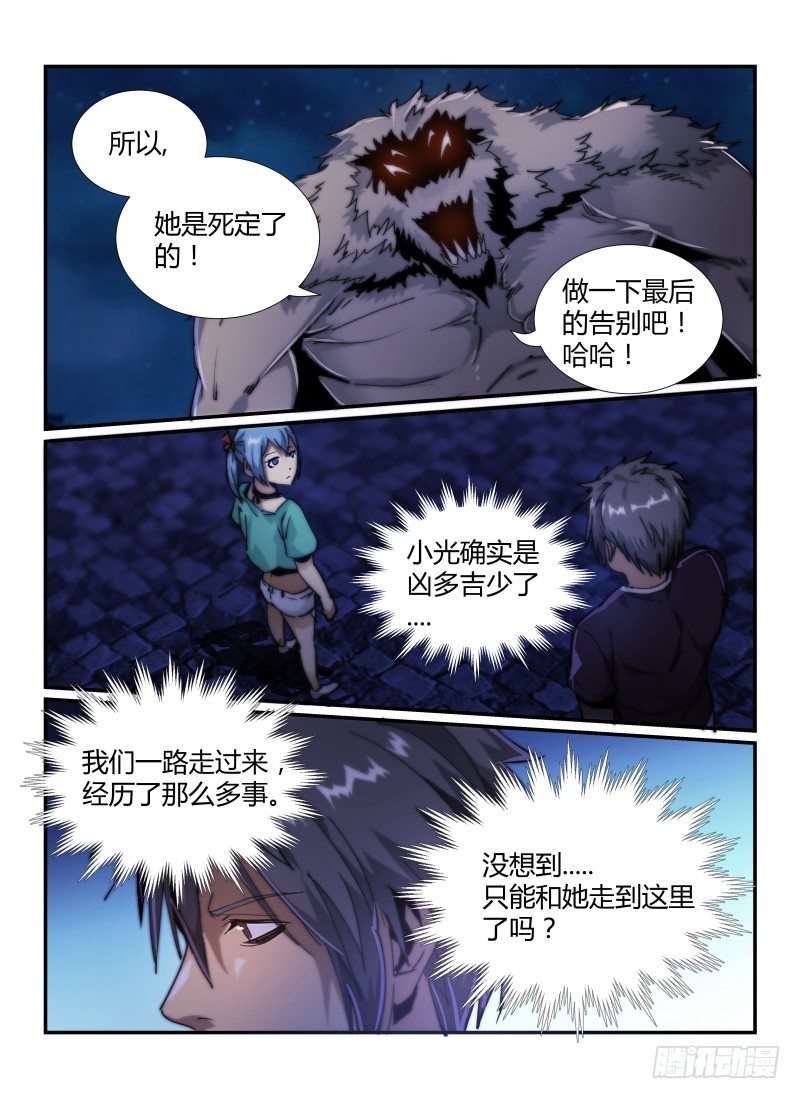 所以,
她是死定了
的！
做一下最后
的告别吧！
哈哈！
小光确实是
凶多吉少了
....
我们一路走过来，
经历了那么多事。
没想到.....
只能和她走到这里
了吗？
腾讯动漫